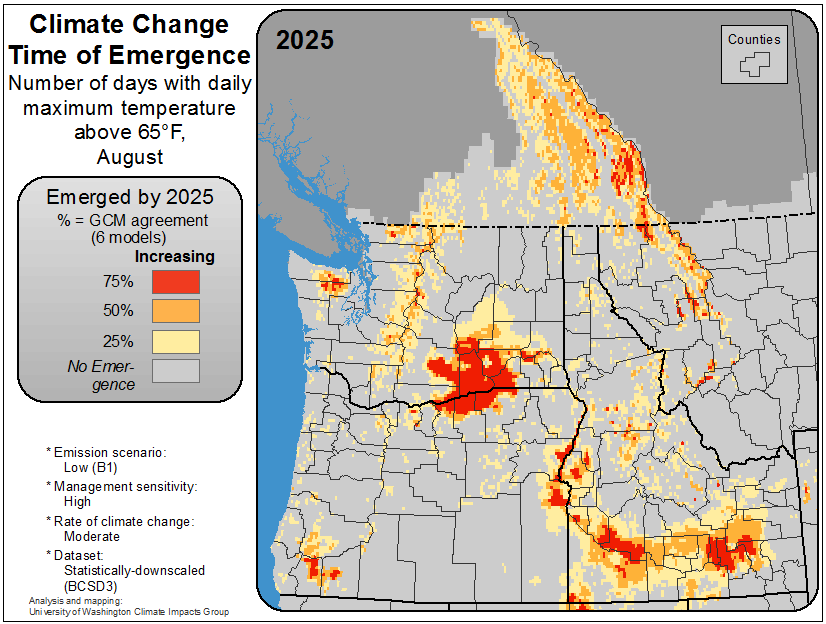 Climate Change
Time of Emergence
Number of days with daily
maximum temperature
above 65°F,
August
Emerged by 2025
% = GCM agreement
(6 models)
Increasing
75%
50%
25%
No Emer-
gence
* Emission scenario:
Low (B1)
* Management sensitivity:
High
* Rate of climate change:
Moderate
* Dataset:
Statistically-downscaled
(BCSD3)
Analysis and mapping:
University of Washington Climate Impacts Group
2025
Counties